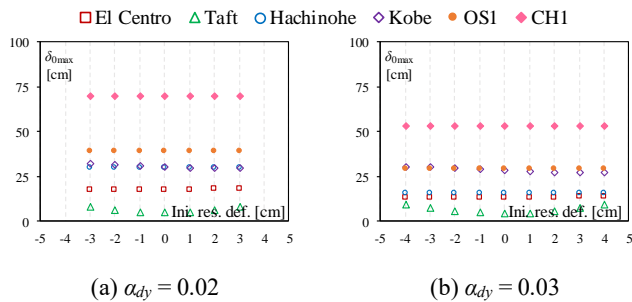 El Centro Taft Hachinohe Kobe OS1 CH1
100 δ0max [cm]
75
50
25
0
Ini. res. def. [cm]
-5 -4 -3 -2 -1 0 1 2 3 4 5
(a) αdy = 0.02
100 δ0max [cm]
75
50
25
0
Ini. res. def. [cm]
-5 -4 -3 -2 -1 0 1 2 3 4 5
(b) αdy = 0.03